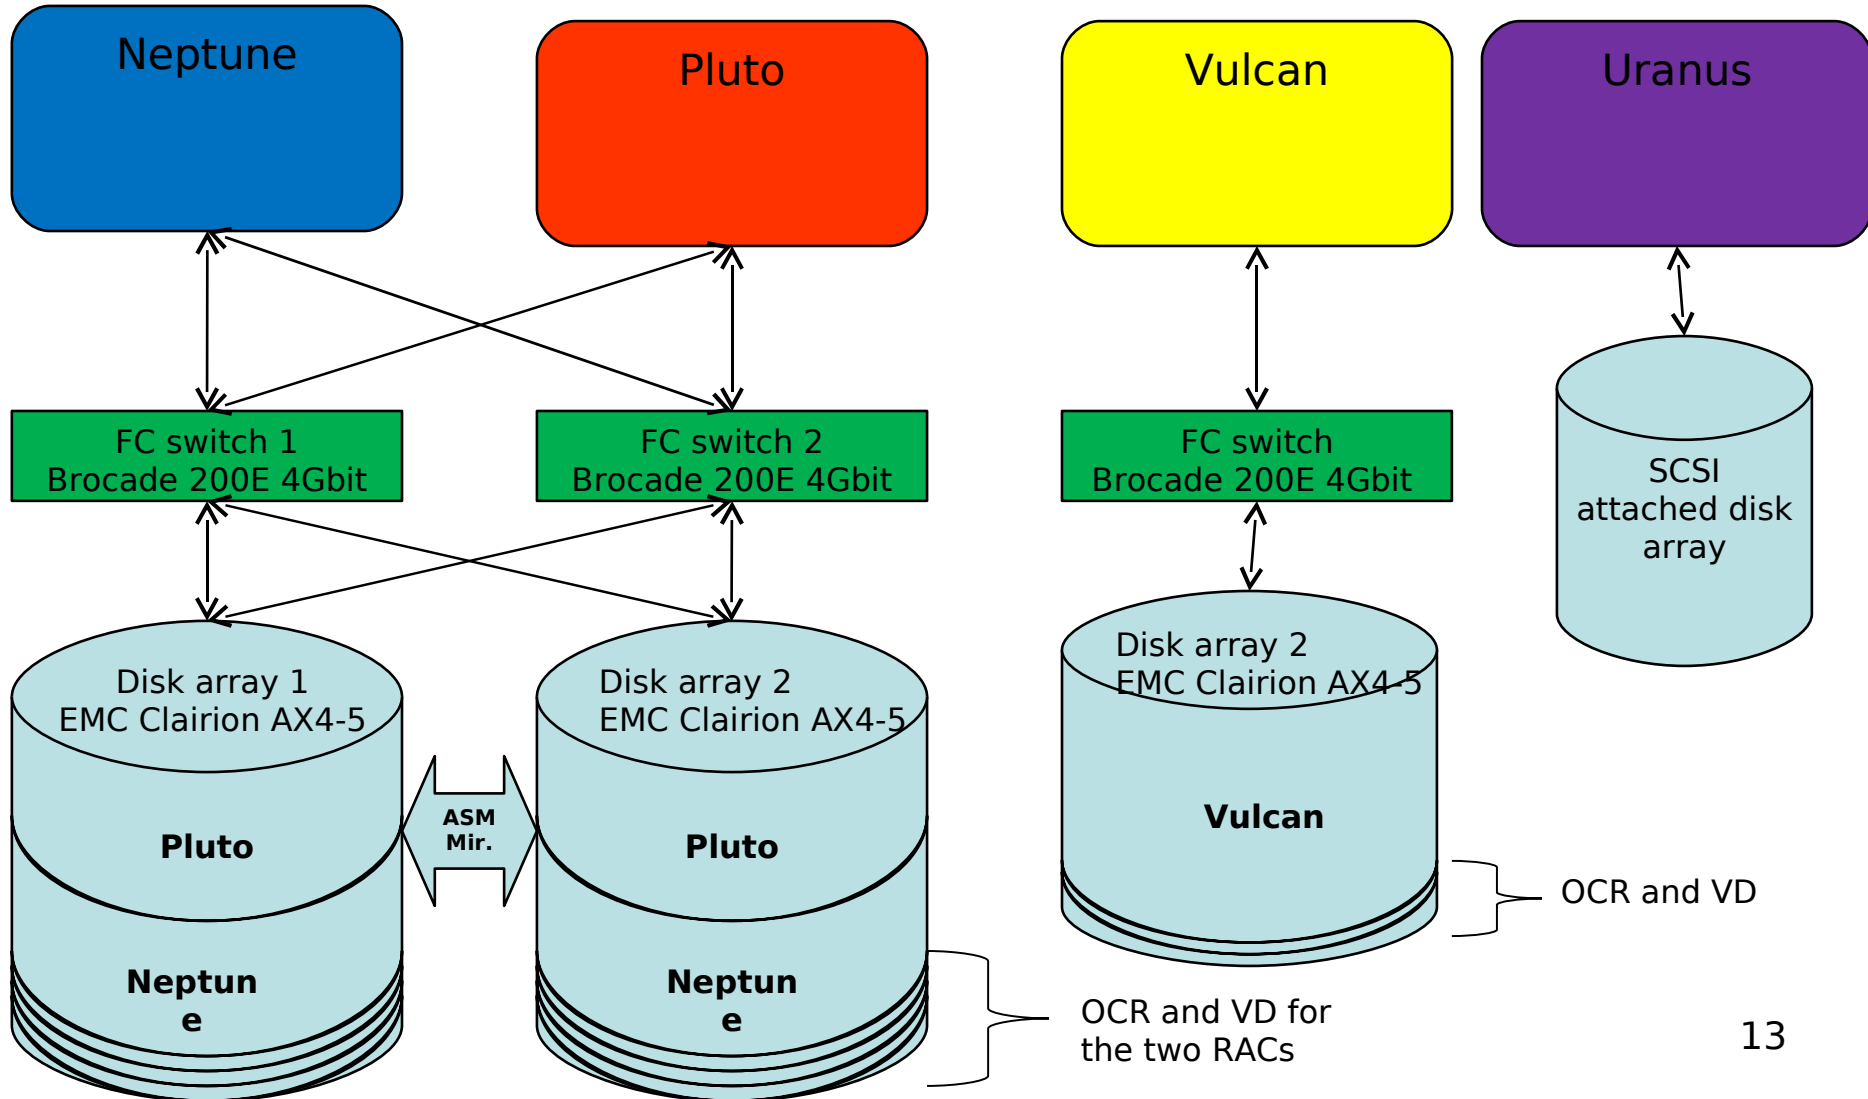 Neptune
Pluto
Vulcan
Uranus
FC switch 1
Brocade 200E 4Gbit
FC switch 2
Brocade 200E 4Gbit
FC switch
Brocade 200E 4Gbit
SCSI
attached disk
array
Disk array 1
EMC Clairion AX4-5
Disk array 2
EMC Clairion AX4-5
Disk array 2
EMC Clairion AX4-5
ASM
Mir.
Pluto
Pluto
Vulcan
OCR and VD
Neptun
e
Neptun
e
OCR and VD for
the two RACs
13